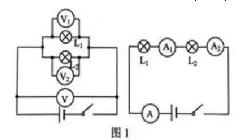 V₁
L₁
L₂
V₂
V
L₁ A₁ L₂ A₂
A
图1